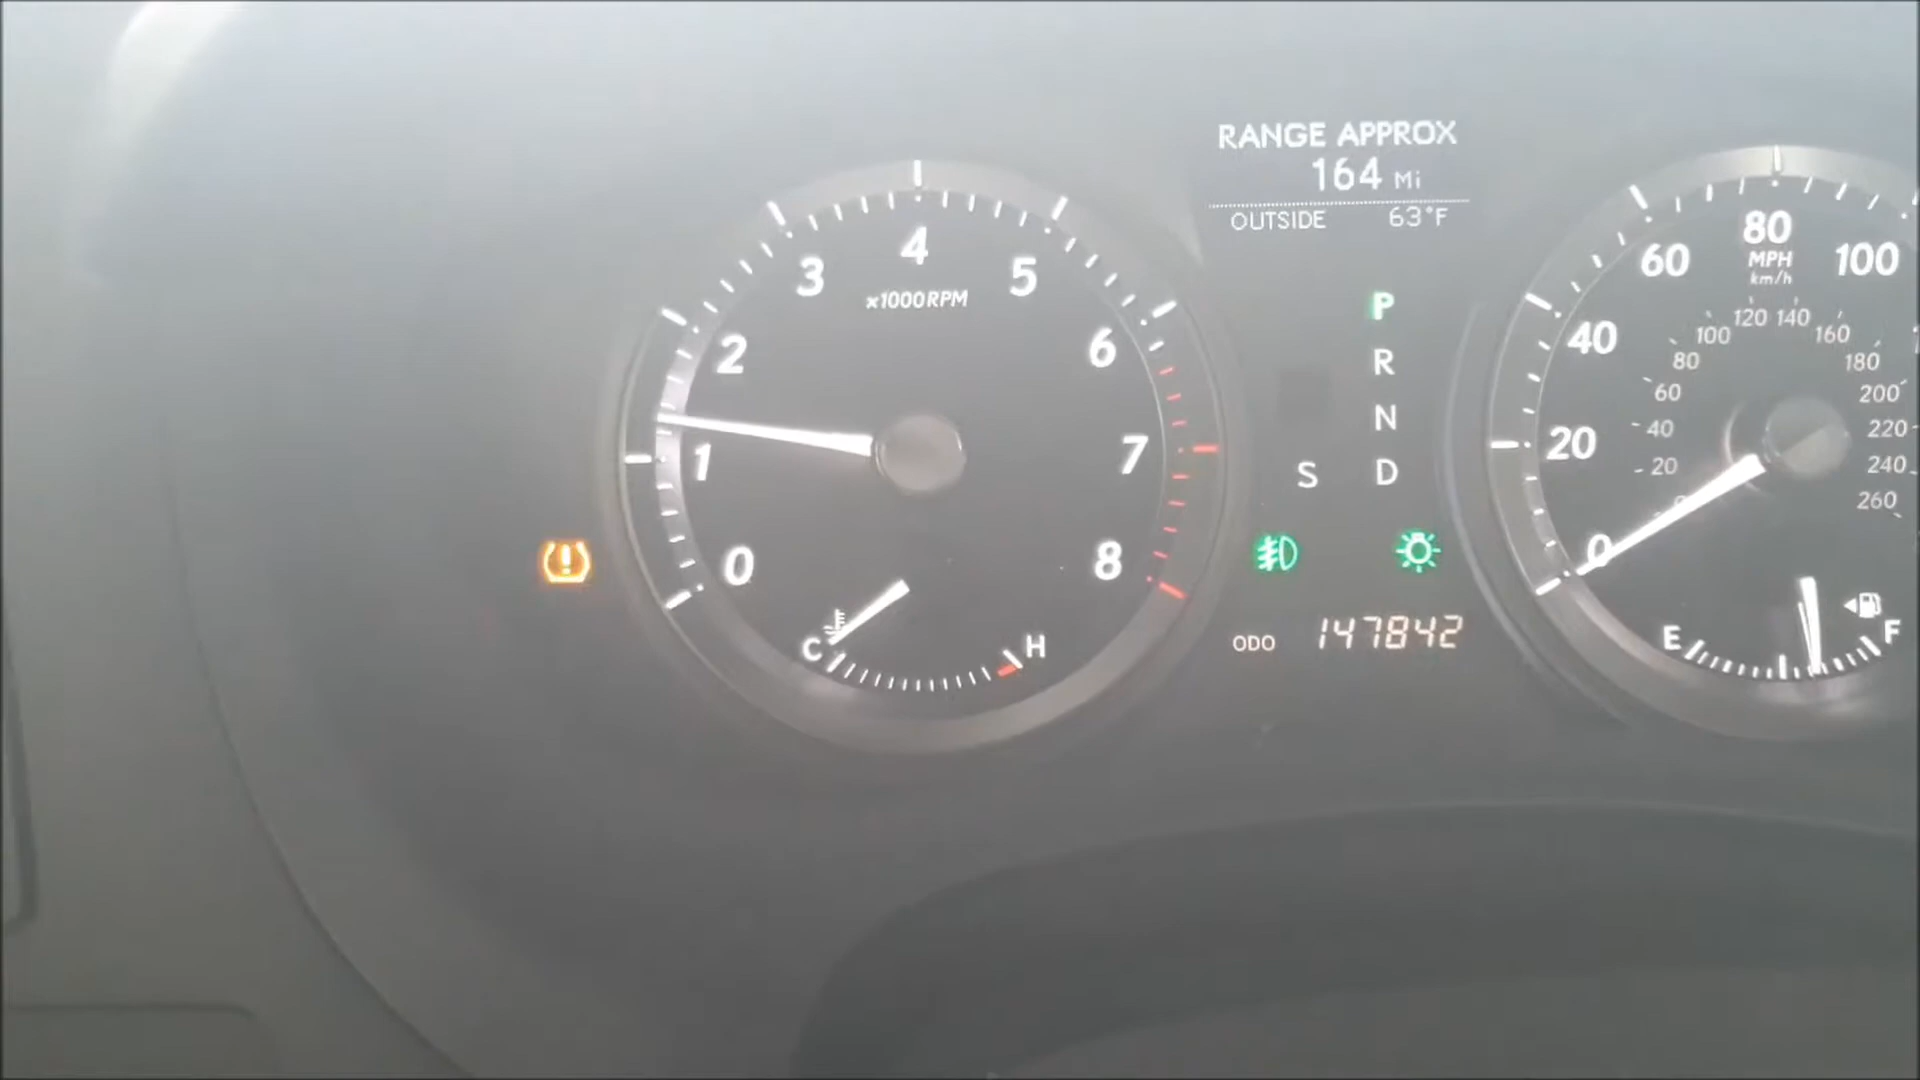 RANGE APPROX
164 Mi
OUTSIDE 63°F
0
1
2
3
4
5
6
7
8
x1000RPM
C
H
P
R
N
S D
ODO 147842
0
20
40
60
80
100
MPH
km/h
20
40
60
80
100
120
140
160
180
200
220
240
260
E
F